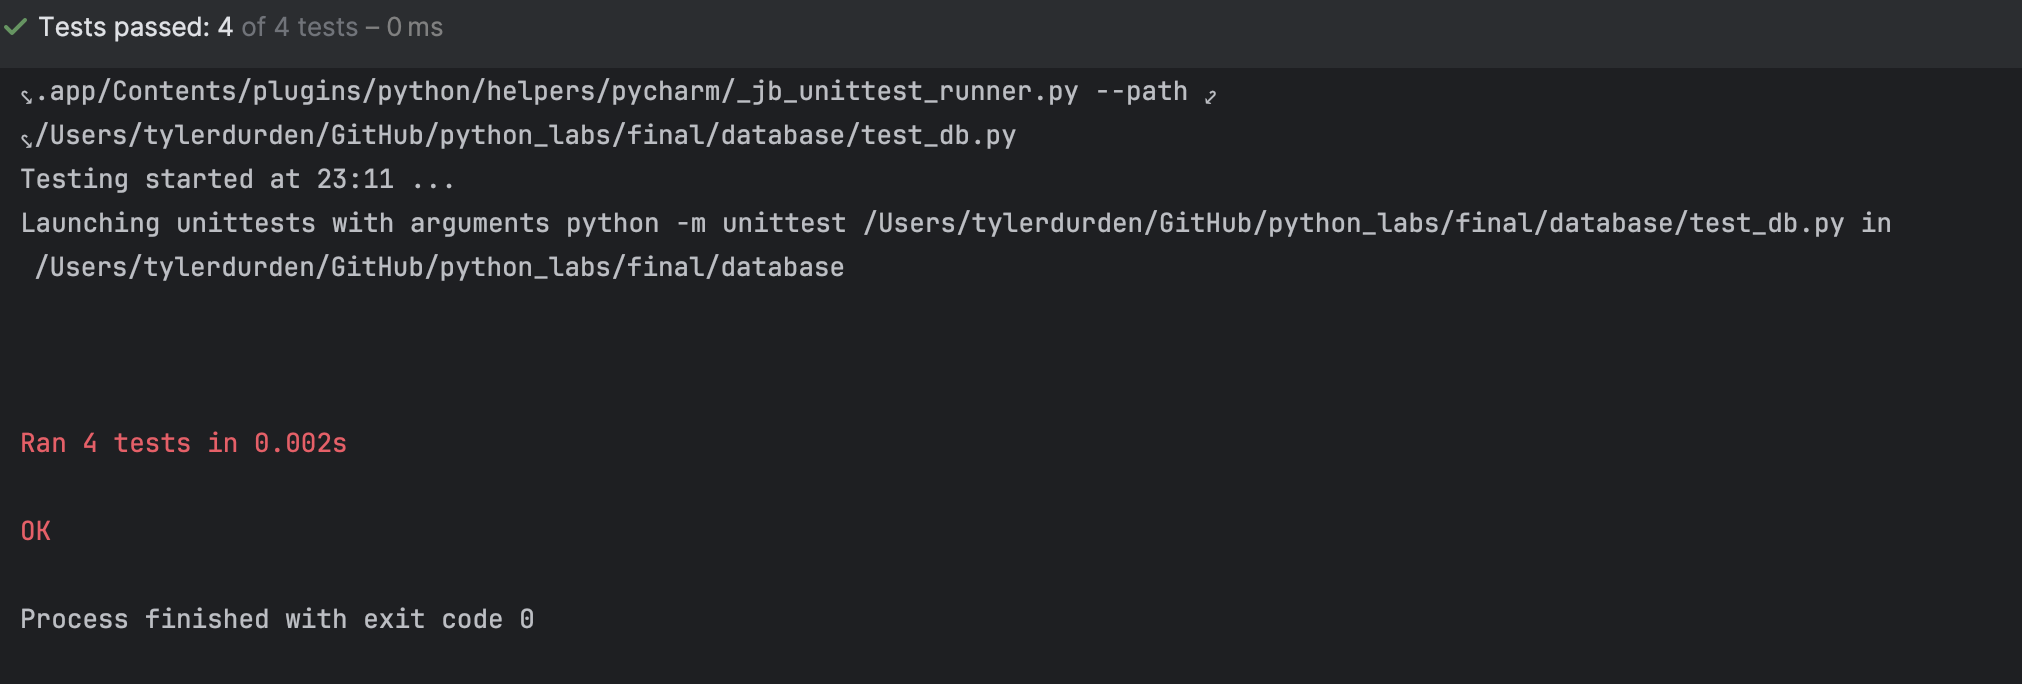 Tests passed: 4 of 4 tests – 0 ms
.app/Contents/plugins/python/helpers/pycharm/_jb_unittest_runner.py --path
/Users/tylerdurden/GitHub/python_labs/final/database/test_db.py
Testing started at 23:11 ...
Launching unittests with arguments python -m unittest /Users/tylerdurden/GitHub/python_labs/final/database/test_db.py in
/Users/tylerdurden/GitHub/python_labs/final/database
Ran 4 tests in 0.002s
OK
Process finished with exit code 0